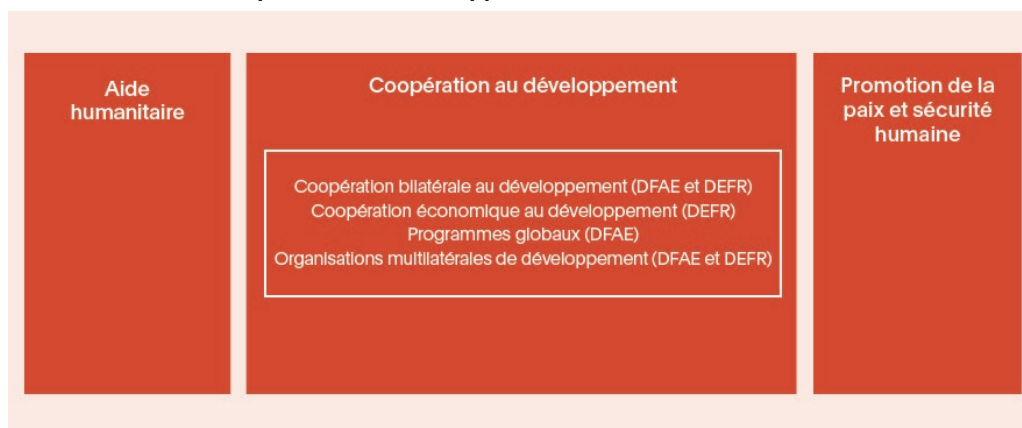 Aide
humanitaire
Coopération au développement
Coopération bilatérale au développement (DFAE et DEFR)
Coopération économique au développement (DEFR)
Programmes globaux (DFAE)
Organisations multilatérales de développement (DFAE et DEFR)
Promotion de la
paix et sécurité
humaine